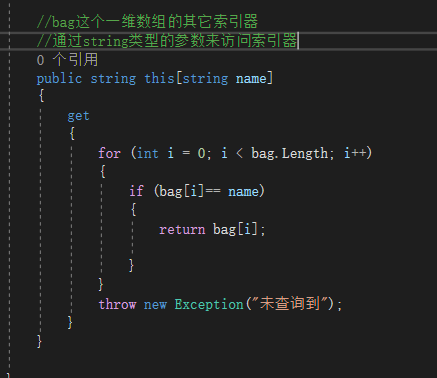 //bag这个一维数组的其它索引器
//通过string类型的参数来访问索引器
0 个引用
public string this[string name]
{
get
{
for (int i = 0; i < bag.Length; i++)
{
if (bag[i]== name)
{
return bag[i];
}
}
throw new Exception("未查询到");
}
}